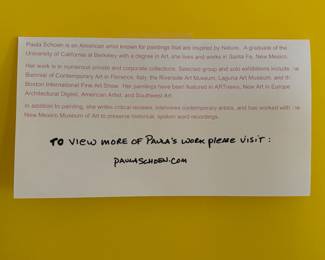 Paula Schoen is an American artist known for paintings that are inspired by Nature. A graduate of the
University of California at Berkeley with a degree in Art, she lives and works in Santa Fe, New Mexico.
Her work is in numerous private and corporate collections. Selected group and solo exhibitions include
Biennial of Contemporary Art in Florence, Italy, the Riverside Art Museum, Laguna Art Museum, and
Boston International Fine Art Show. Her paintings have been featured in ARTnews, New Art in Europe
Architectural Digest, American Artist, and Southwest Art.
In addition to painting, she writes critical reviews, interviews contemporary artists, and has worked with
New Mexico Museum of Art to preserve historical, spoken word recordings.
TO VIEW MORE OF PAULA'S WORK PLEASE VISIT:
PAULASCHOEN.COM